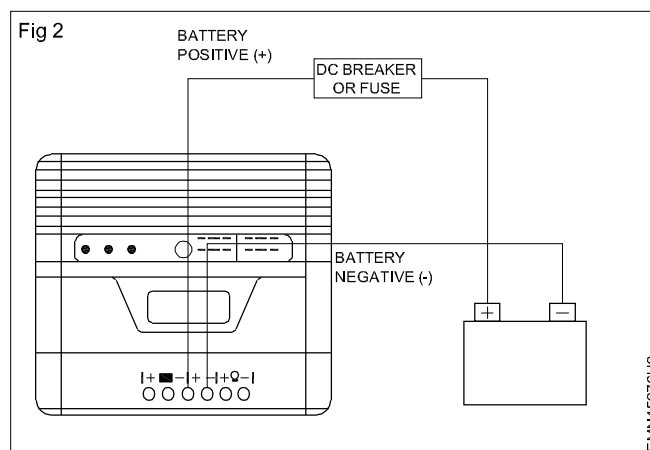 Fig 2
BATTERY
POSITIVE (+)
DC BREAKER
OR FUSE
BATTERY
NEGATIVE (-)
+ −
|+ −|+ −|+ −|